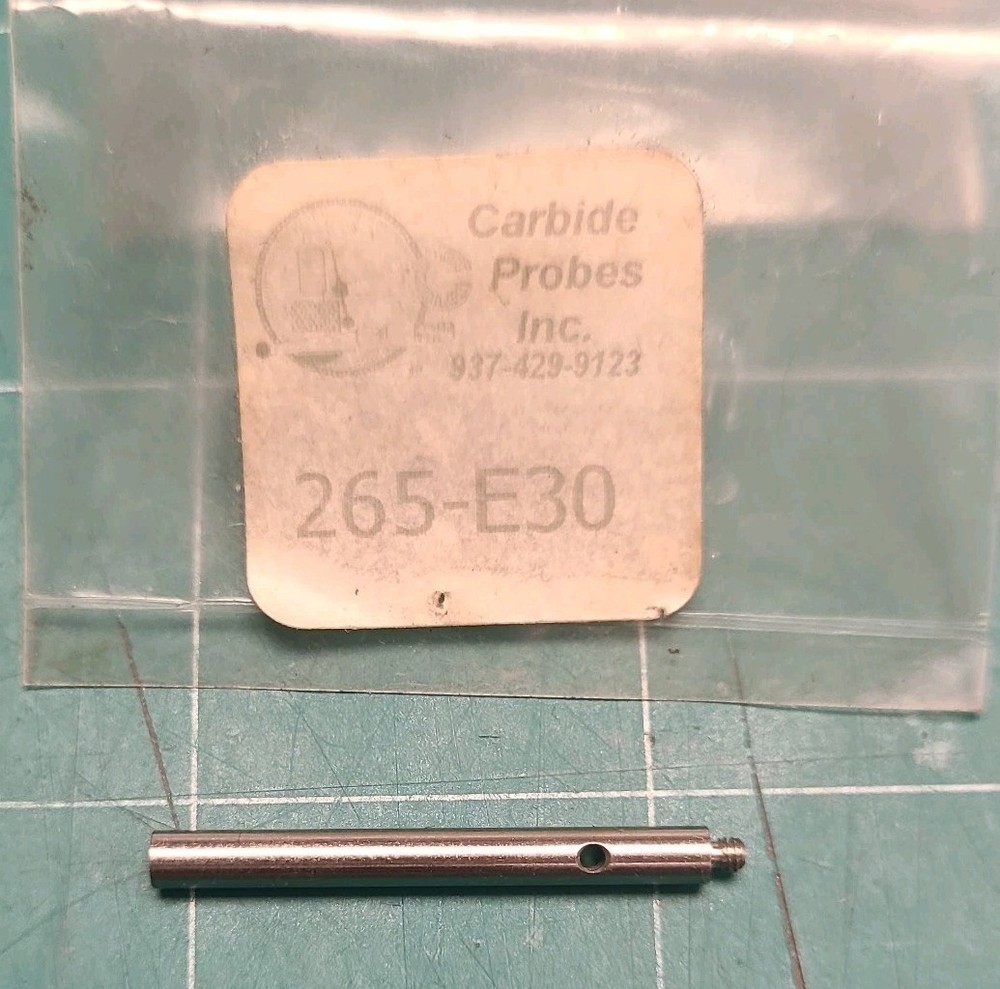 Carbide
Probes
Inc.
937-429-9123
265-E30